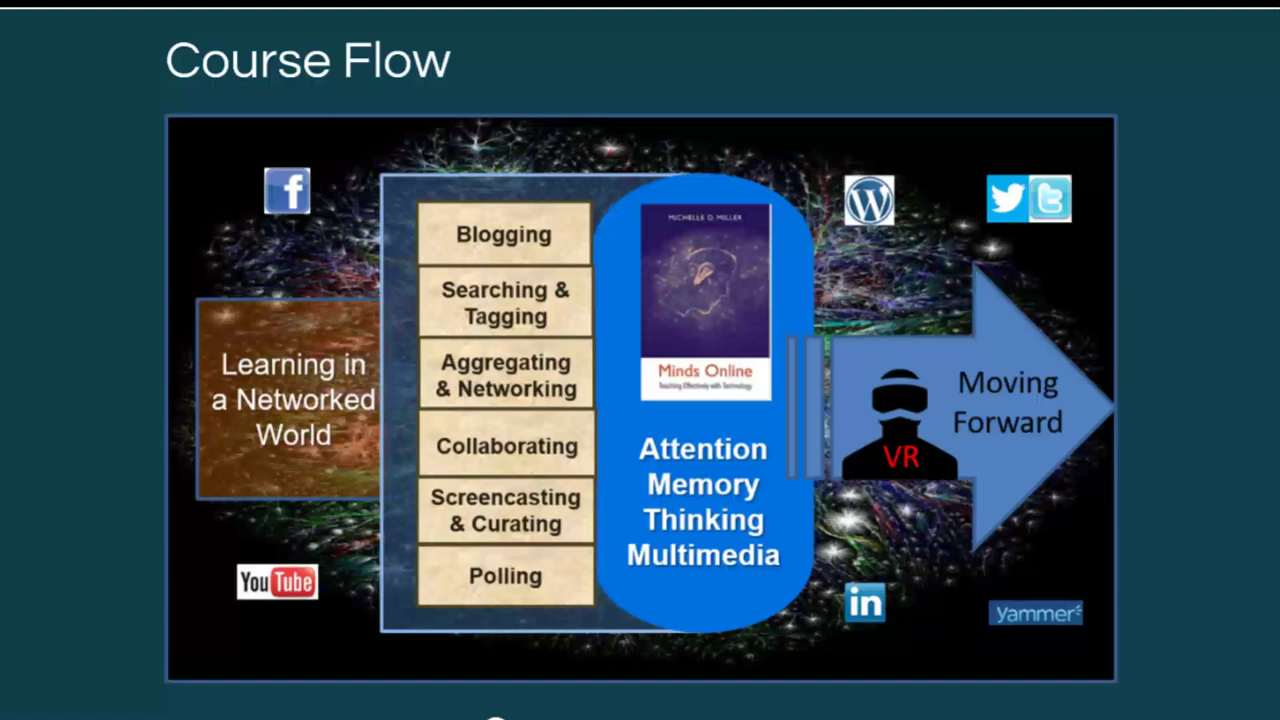 Course Flow
f
Learning in
a Networked
World
You Tube
Blogging
Searching &
Tagging
Aggregating
& Networking
Collaborating
Screencasting
& Curating
Polling
MICHELLE D. MILLER
Minds Online
Teaching Effectively with Technology
Attention
Memory
Thinking
Multimedia
W
t
VR
Moving
Forward
in
yammer